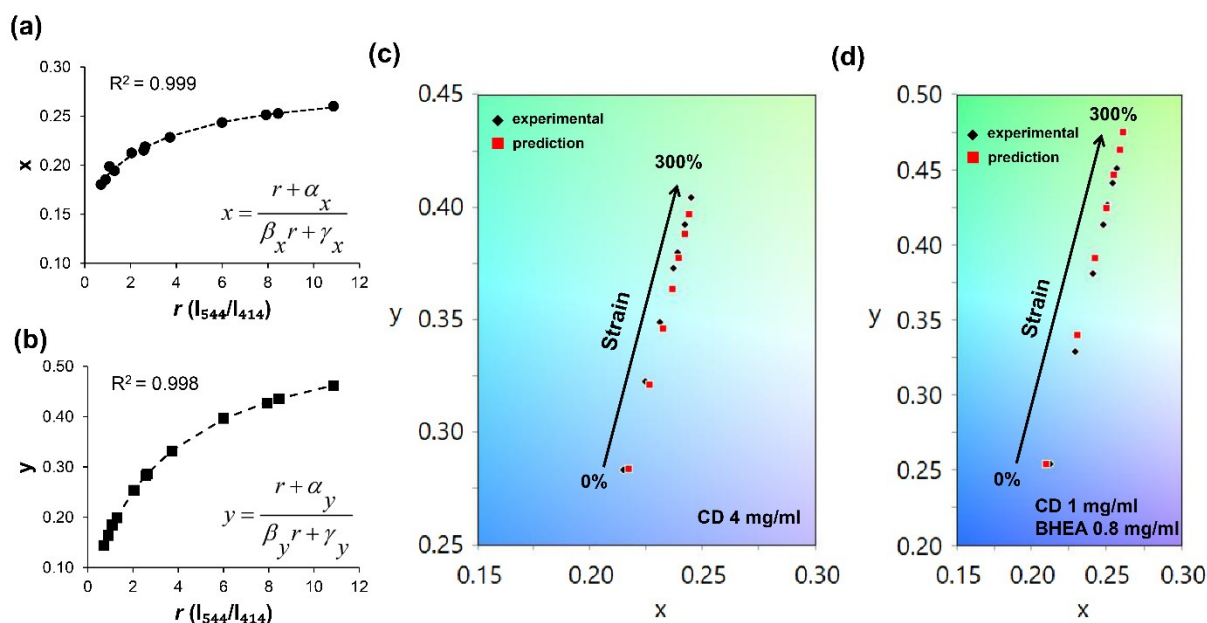 (a)
0.30
0.25
0.20
0.15
0.10
x
R² = 0.999
x = (r + αₓ) / (βₓ r + γₓ)
0 2 4 6 8 10 12
r (I₅₄₄/I₄₁₄)
(b)
0.50
0.40
0.30
0.20
0.10
y
R² = 0.998
y = (r + α_y) / (β_y r + γ_y)
0 2 4 6 8 10 12
r (I₅₄₄/I₄₁₄)
(c)
0.45
0.40
0.35
0.30
0.25
y
experimental
prediction
300%
Strain
0%
CD 4 mg/ml
0.15 0.20 0.25 0.30
x
(d)
0.50
0.45
0.40
0.35
0.30
0.25
0.20
y
300%
experimental
prediction
Strain
0%
CD 1 mg/ml
BHEA 0.8 mg/ml
0.15 0.20 0.25 0.30
x